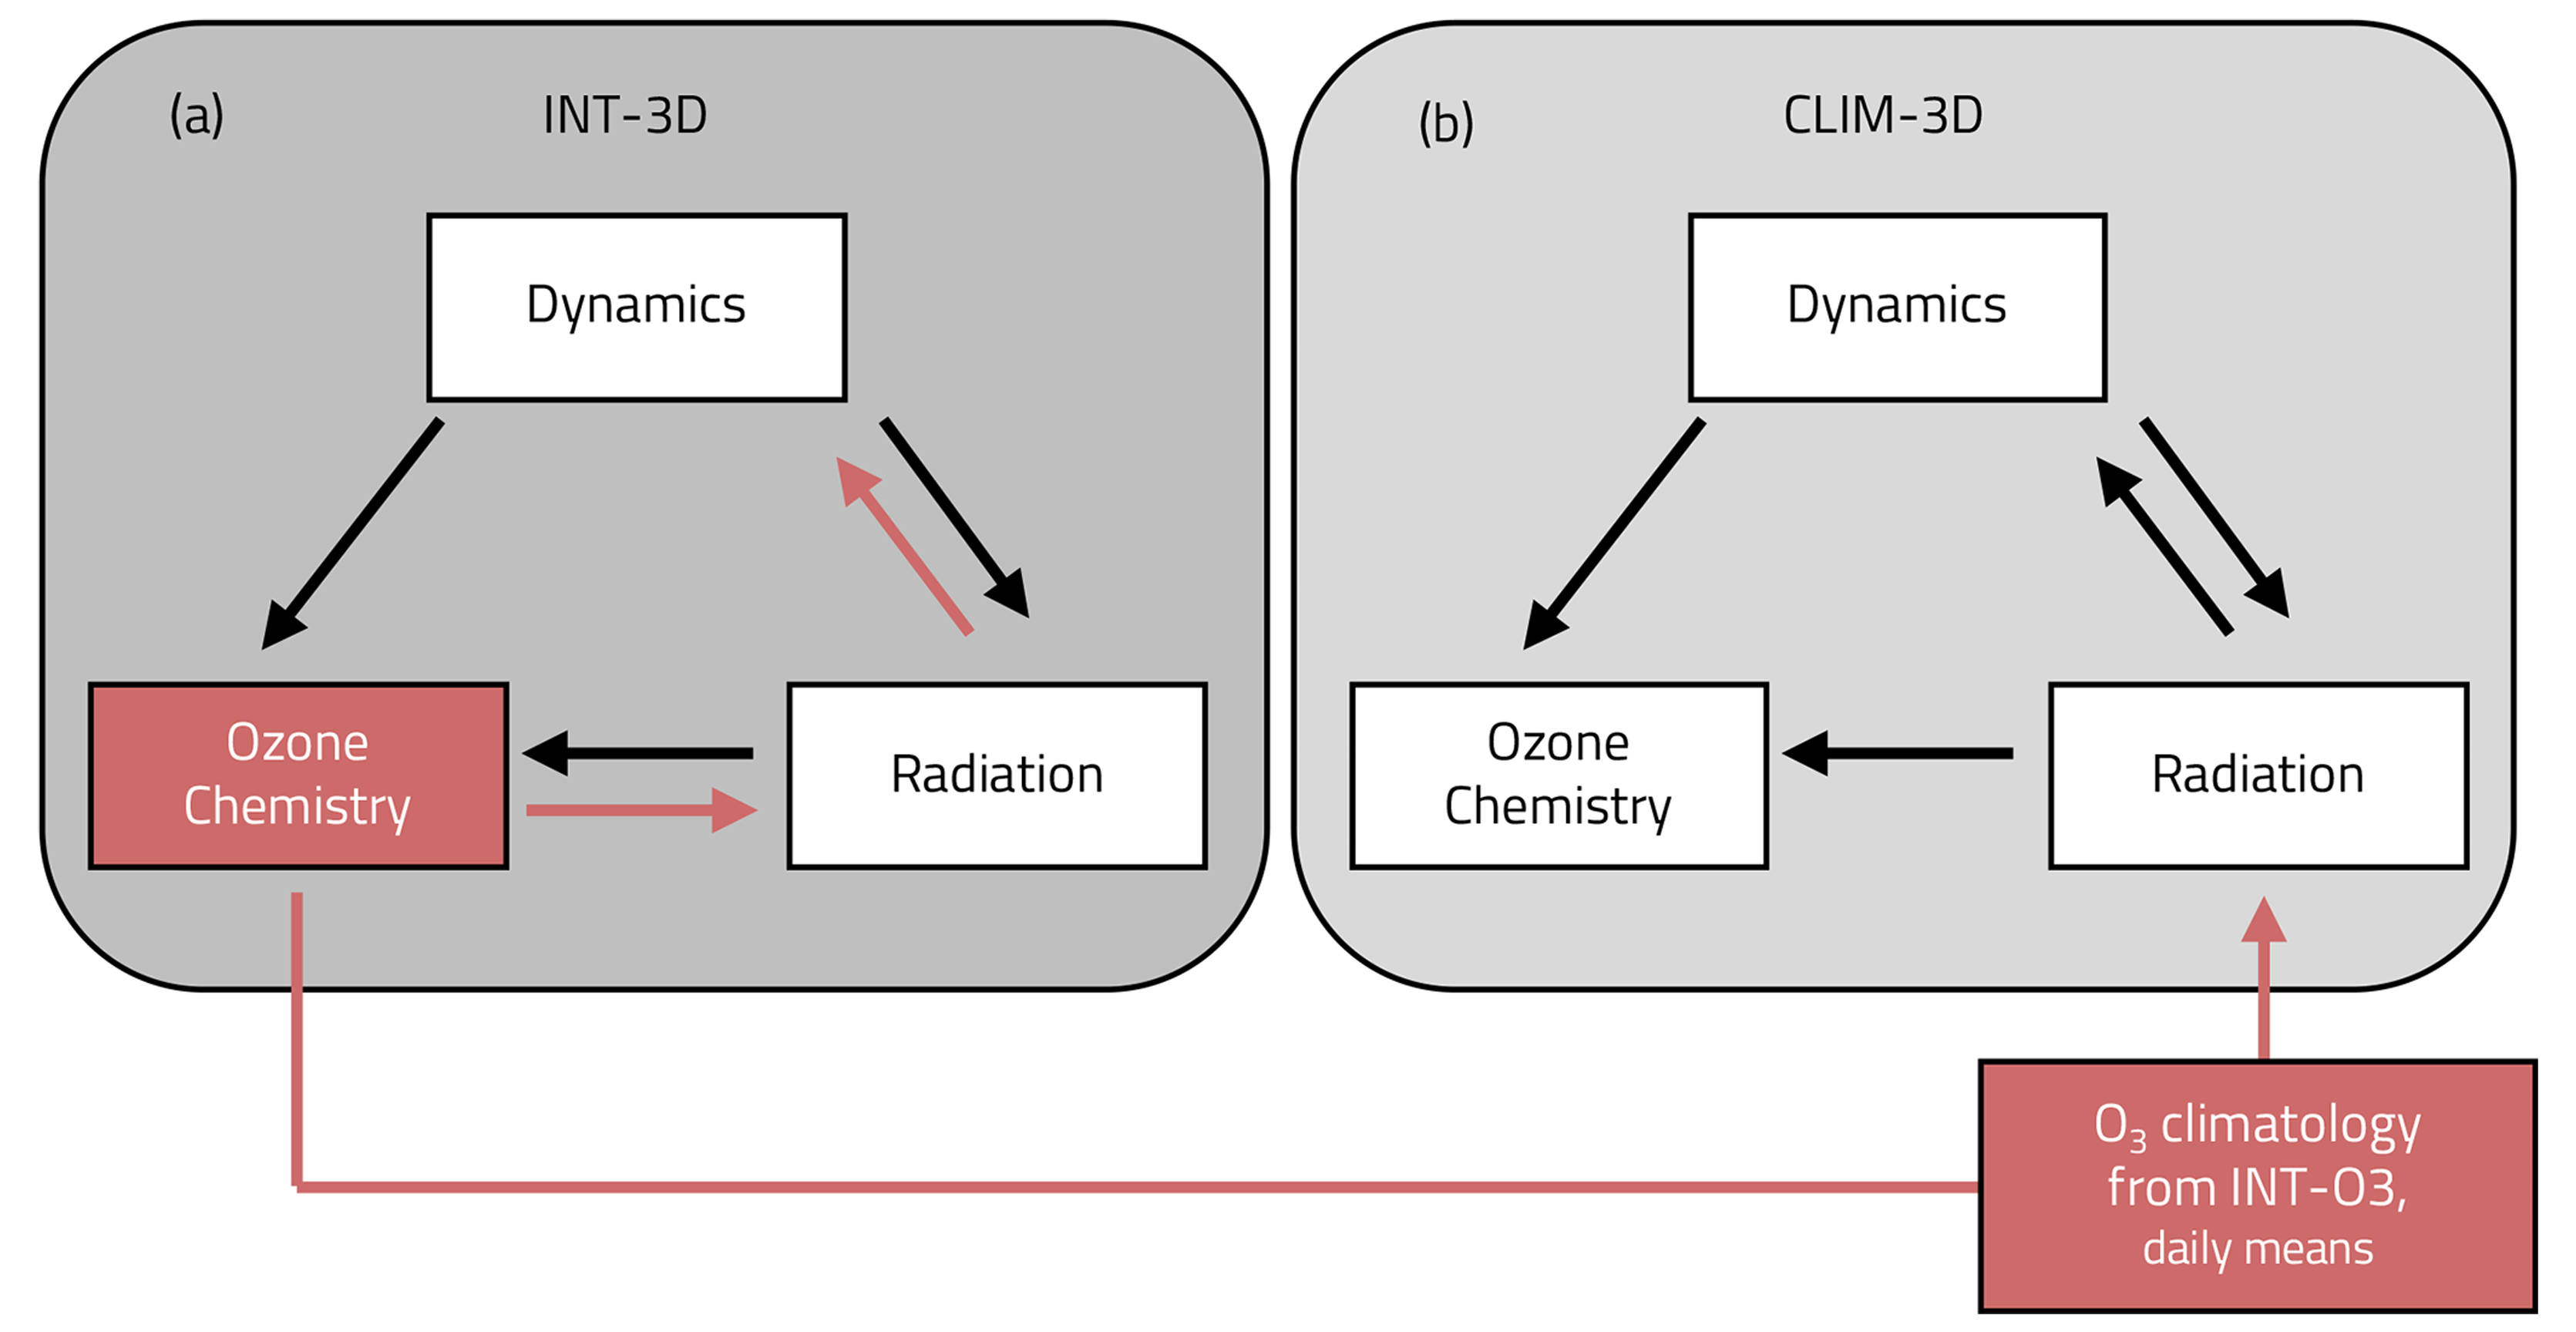 (a)
INT-3D
Dynamics
Ozone
Chemistry
Radiation
(b)
CLIM-3D
Dynamics
Ozone
Chemistry
Radiation
O₃ climatology
from INT-O3,
daily means